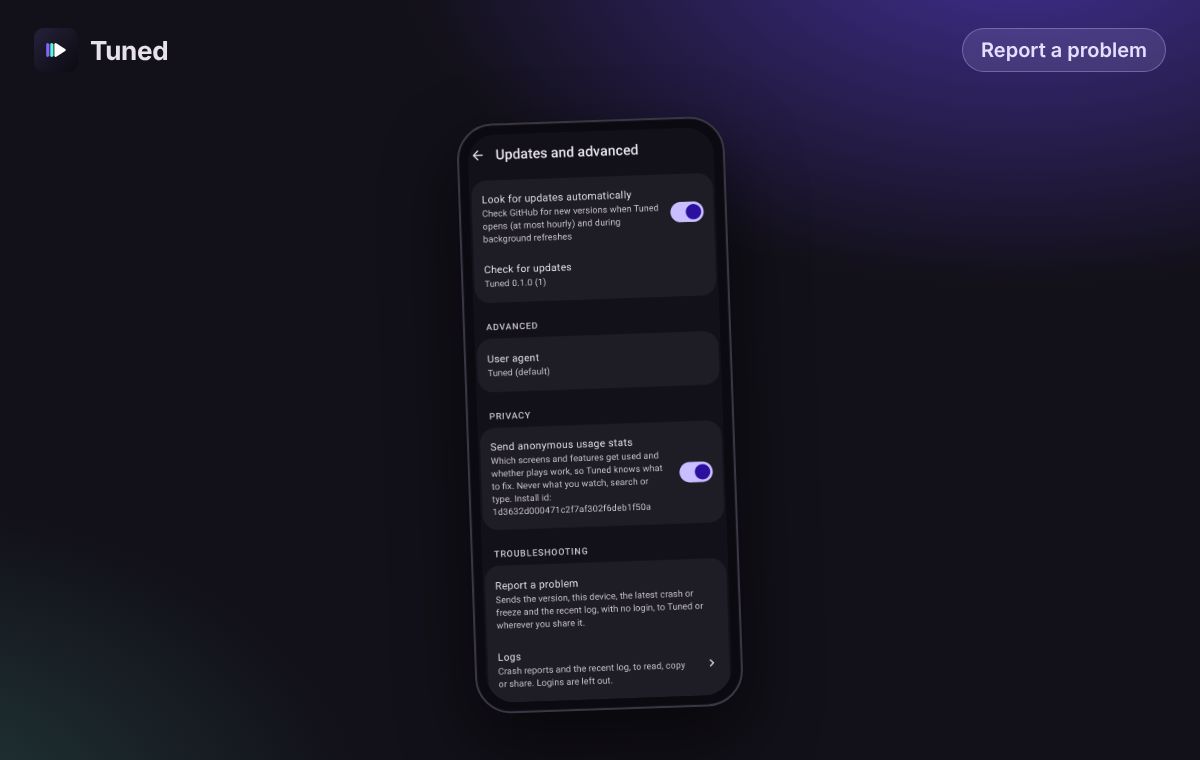 Tuned
Report a problem
Updates and advanced
Look for updates automatically
Check GitHub for new versions when Tuned
opens (at most hourly) and during
background refreshes
Check for updates
Tuned 0.1.0 (1)
ADVANCED
User agent
Tuned (default)
PRIVACY
Send anonymous usage stats
Which screens and features get used and
whether plays work, so Tuned knows what
to fix. Never what you watch, search or
type. Install id:
1d3632d000471c2f7af302f6deb1f50a
TROUBLESHOOTING
Report a problem
Sends the version, this device, the latest crash or
freeze and the recent log, with no login, to Tuned or
wherever you share it.
Logs
Crash reports and the recent log, to read, copy
or share. Logins are left out.